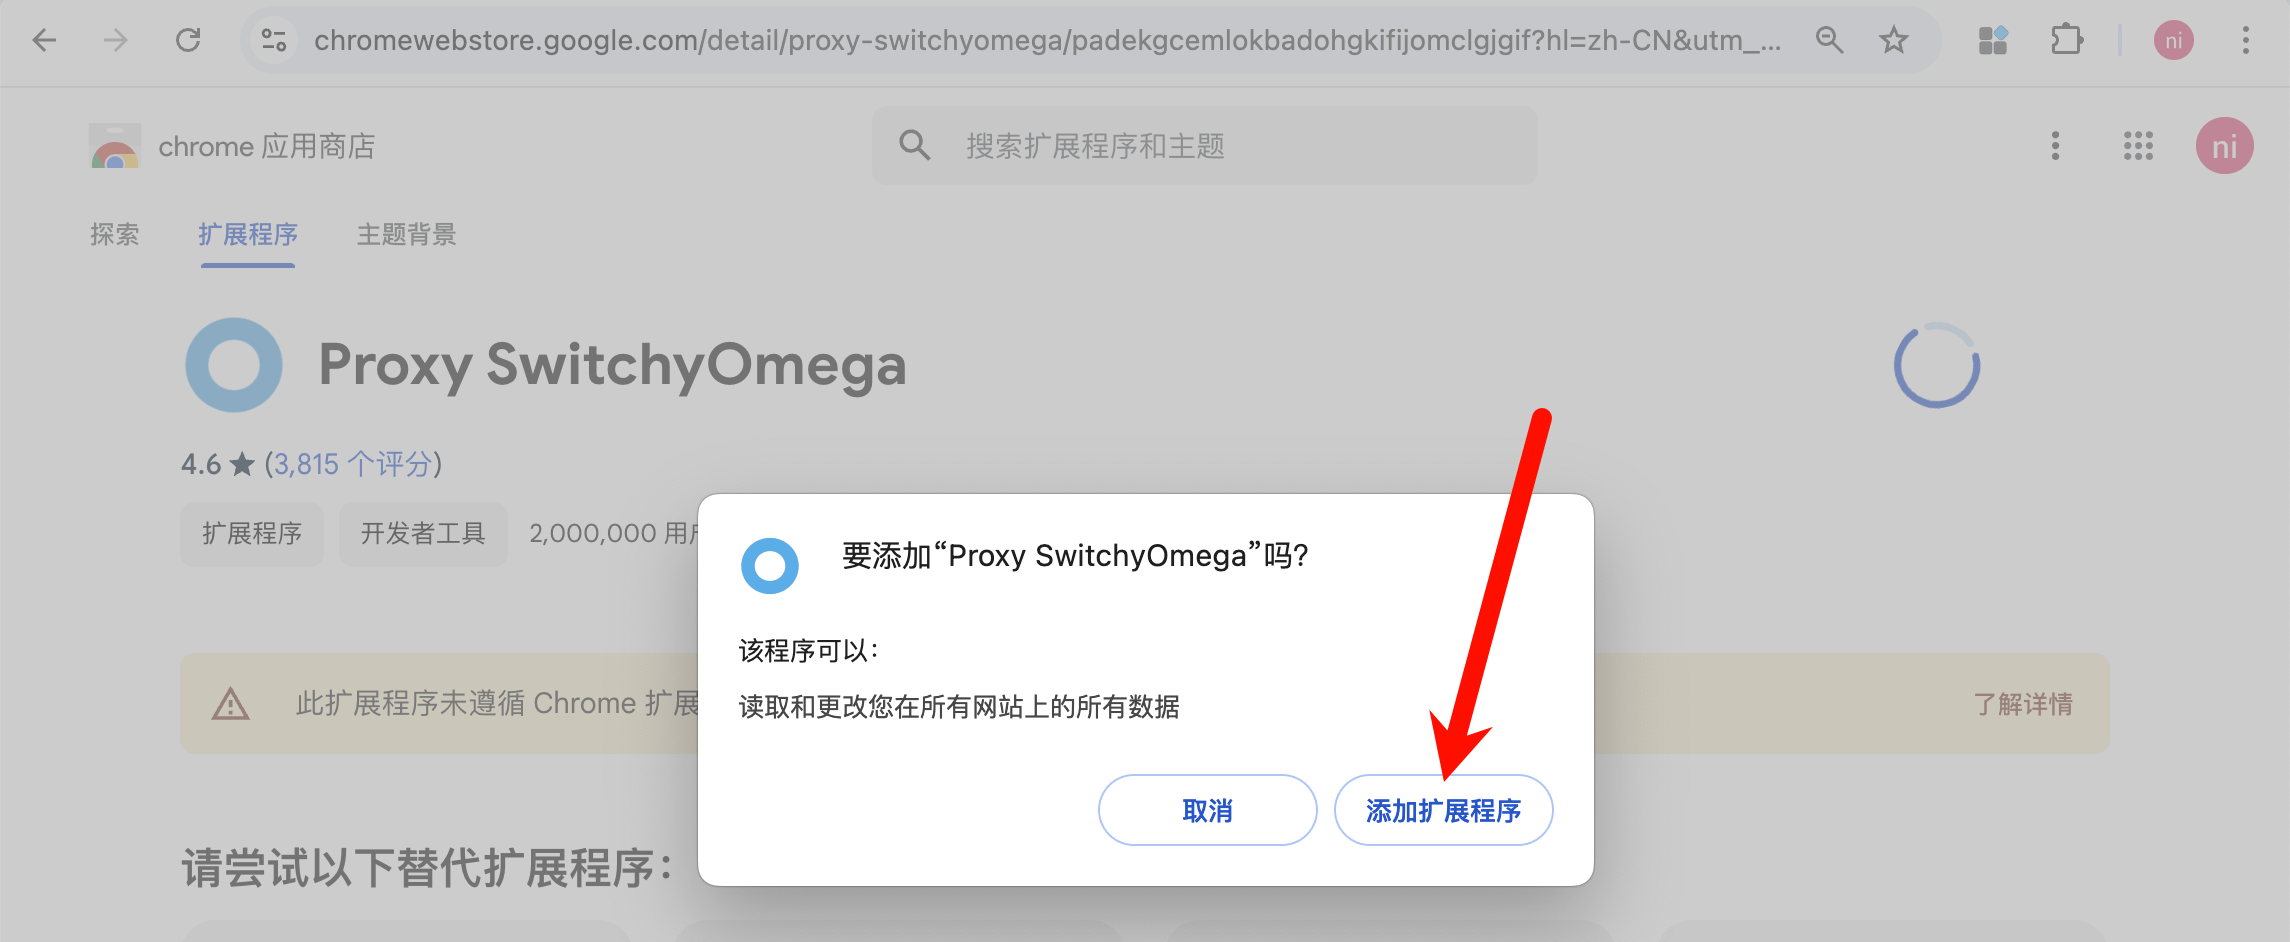 chromewebstore.google.com/detail/proxy-switchyomega/padekgcemlokbadohgkifijomclgjgif?hl=zh-CN&utm_...
ni
chrome 应用商店
搜索扩展程序和主题
ni
探索
扩展程序
主题背景
Proxy SwitchyOmega
4.6 ★ (3,815 个评分)
扩展程序
开发者工具
2,000,000 用
要添加“Proxy SwitchyOmega”吗?
该程序可以：
读取和更改您在所有网站上的所有数据
此扩展程序未遵循 Chrome 扩展
了解详情
取消
添加扩展程序
请尝试以下替代扩展程序：